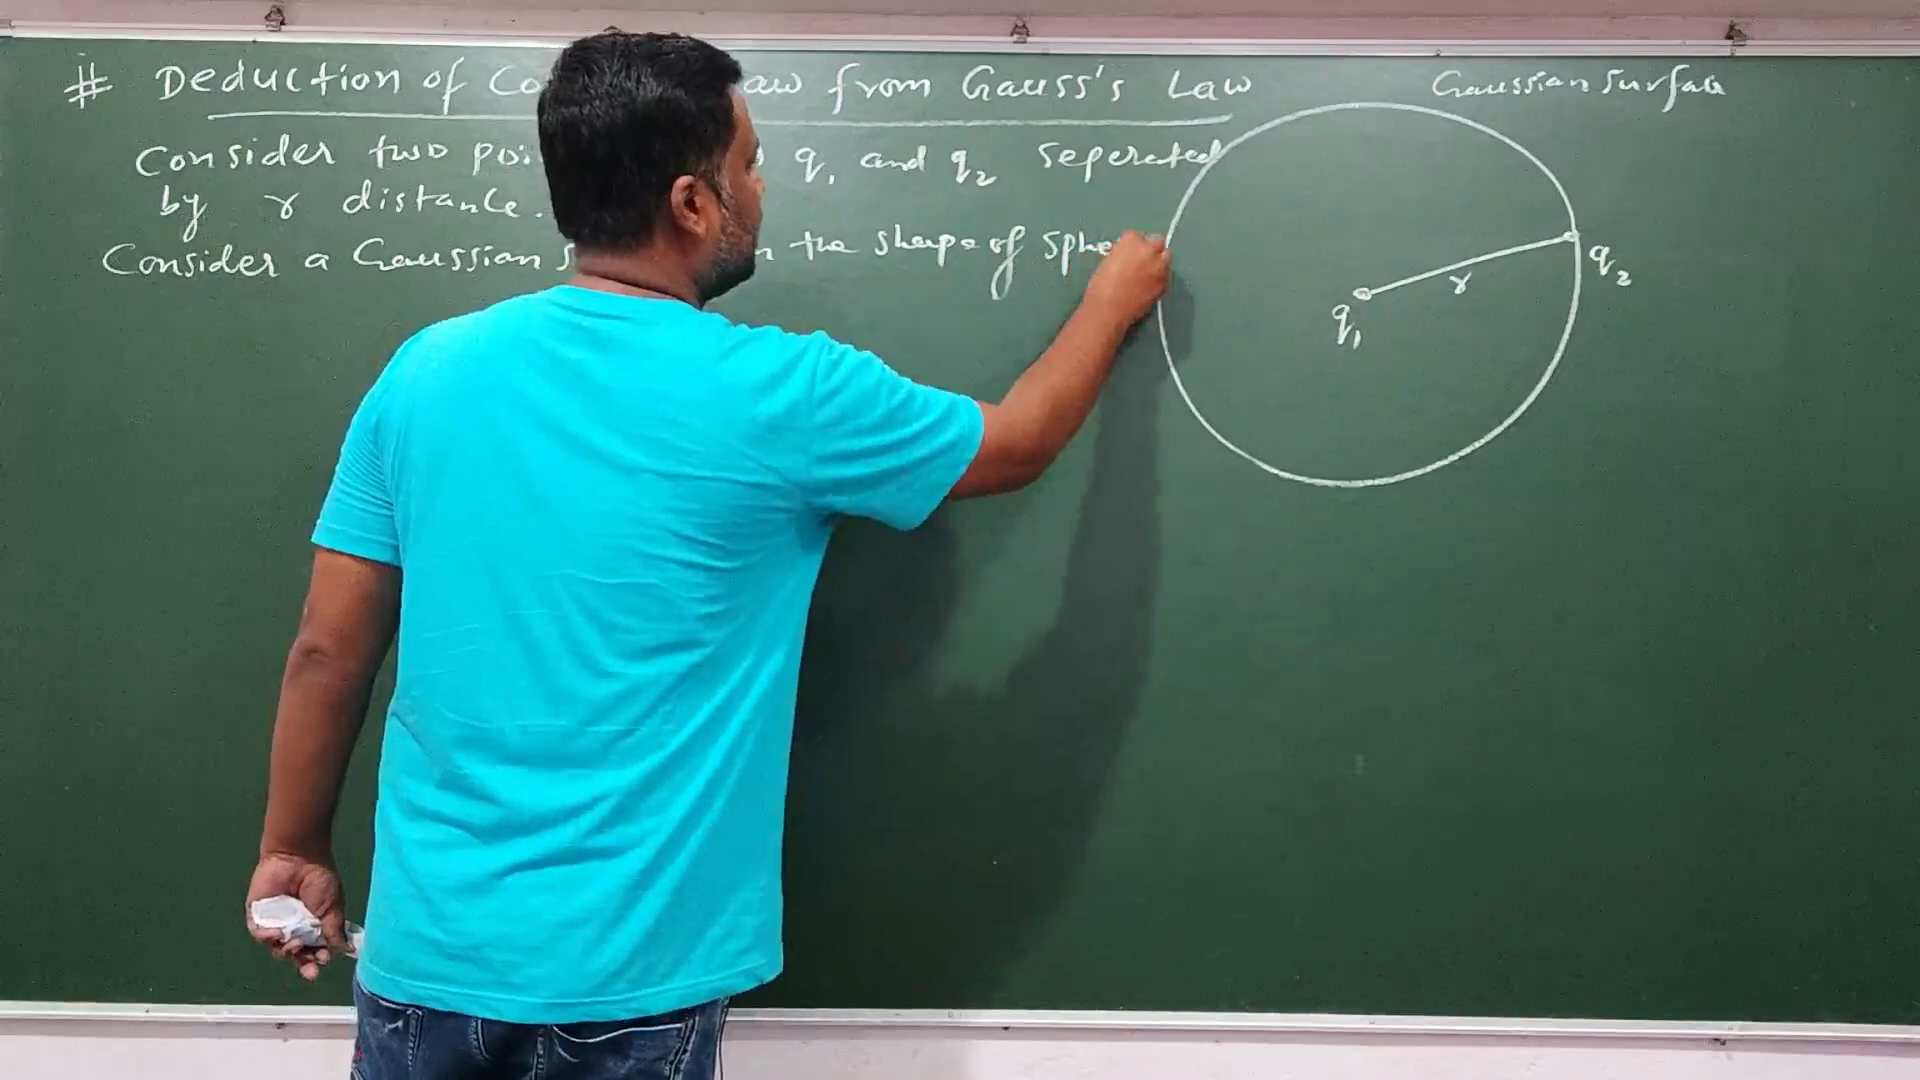 # Deduction of Co aw from Gauss's Law
Consider two poi q1 and q2 seperated
by r distance.
Consider a Gaussian s n the shape of sphe
Gaussian Surface
r
q1
q2